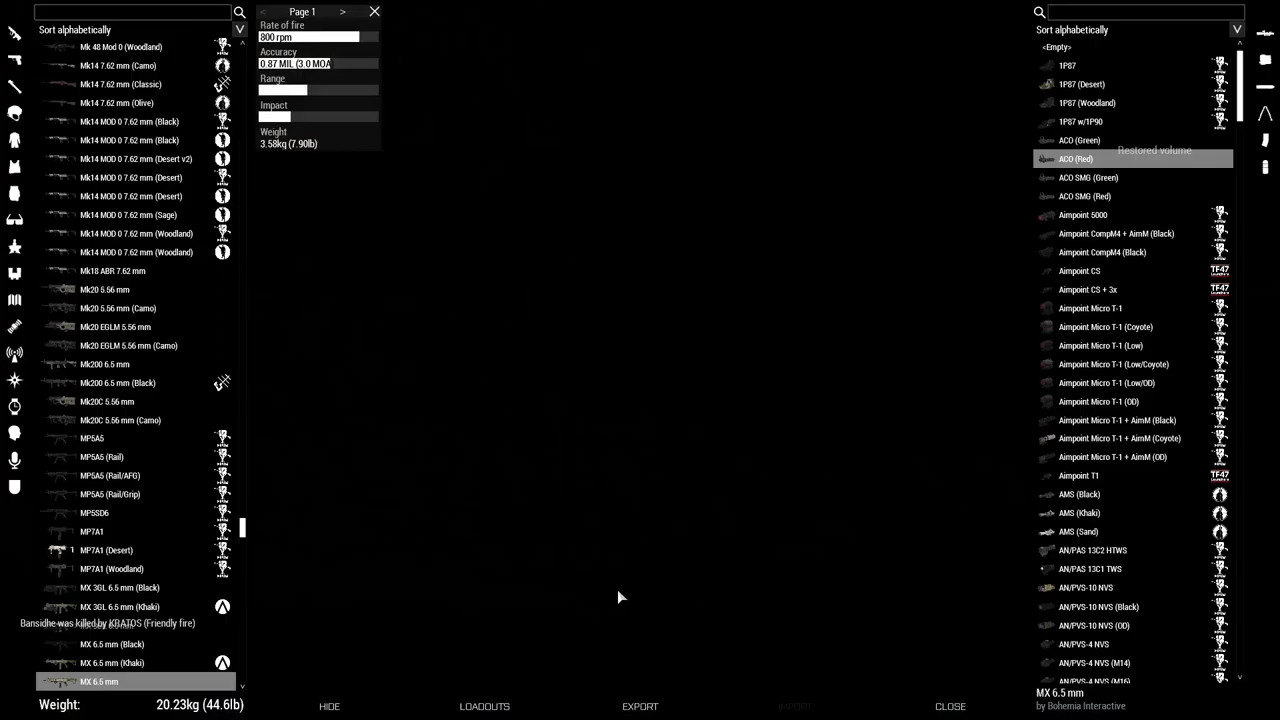 Sort alphabetically
Mk 48 Mod 0 (Woodland)
Mk14 7.62 mm (Camo)
Mk14 7.62 mm (Classic)
Mk14 7.62 mm (Olive)
Mk14 MOD 0 7.62 mm (Black)
Mk14 MOD 0 7.62 mm (Black)
Mk14 MOD 0 7.62 mm (Desert v2)
Mk14 MOD 0 7.62 mm (Desert)
Mk14 MOD 0 7.62 mm (Desert)
Mk14 MOD 0 7.62 mm (Sage)
Mk14 MOD 0 7.62 mm (Woodland)
Mk14 MOD 0 7.62 mm (Woodland)
Mk18 ABR 7.62 mm
Mk20 5.56 mm
Mk20 5.56 mm (Camo)
Mk20 EGLM 5.56 mm
Mk20 EGLM 5.56 mm (Camo)
Mk200 6.5 mm
Mk200 6.5 mm (Black)
Mk20C 5.56 mm
Mk20C 5.56 mm (Camo)
MP5A5
MP5A5 (Rail)
MP5A5 (Rail/AFG)
MP5A5 (Rail/Grip)
MP5SD6
MP7A1
MP7A1 (Desert)
MP7A1 (Woodland)
MX 3GL 6.5 mm (Black)
MX 3GL 6.5 mm (Khaki)
Bansidhe was killed by KRATOS (Friendly fire)
MX 6.5 mm (Black)
MX 6.5 mm (Khaki)
MX 6.5 mm
Weight: 20.23kg (44.6lb)
< Page 1 >
Rate of fire
800 rpm
Accuracy
0.87 MIL (3.0 MOA
Range
Impact
Weight
3.58kg (7.90lb)
HIDE LOADOUTS EXPORT IMPORT CLOSE
Sort alphabetically
<Empty>
1P87
1P87 (Desert)
1P87 (Woodland)
1P87 w/1P90
ACO (Green)
Restored volume
ACO (Red)
ACO SMG (Green)
ACO SMG (Red)
Aimpoint 5000
Aimpoint CompM4 + AimM (Black)
Aimpoint CompM4 (Black)
Aimpoint CS TF47
Aimpoint CS + 3x TF47
Aimpoint Micro T-1
Aimpoint Micro T-1 (Coyote)
Aimpoint Micro T-1 (Low)
Aimpoint Micro T-1 (Low/Coyote)
Aimpoint Micro T-1 (Low/OD)
Aimpoint Micro T-1 (OD)
Aimpoint Micro T-1 + AimM (Black)
Aimpoint Micro T-1 + AimM (Coyote)
Aimpoint Micro T-1 + AimM (OD)
Aimpoint T1 TF47
AMS (Black)
AMS (Khaki)
AMS (Sand)
AN/PAS 13C2 HTWS
AN/PAS 13C1 TWS
AN/PVS-10 NVS
AN/PVS-10 NVS (Black)
AN/PVS-10 NVS (OD)
AN/PVS-4 NVS
AN/PVS-4 NVS (M14)
AN/PVS-4 NVS (M16)
MX 6.5 mm
by Bohemia Interactive